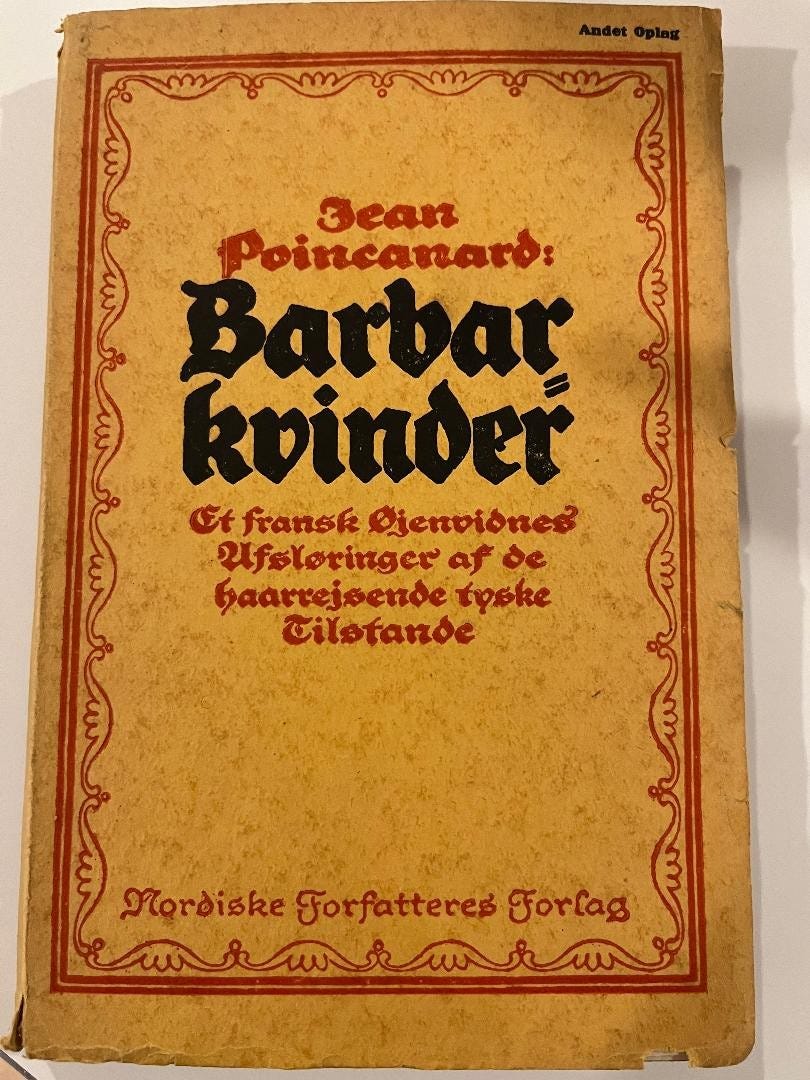 Andet Oplag
Jean
Poincanard:
Barbar=
kvinder
Et fransk Øjenvidnes
Afsløringer af de
haarrejsende tyske
Tilstande
Nordiske Forfatteres Forlag